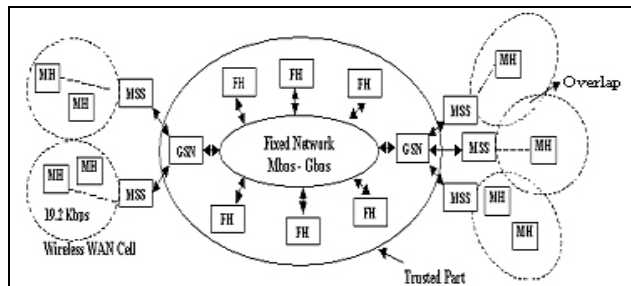 MH
MH
MSS
FH
FH
FH
MSS
MH
Overlap
GSN
Fixed Network
Mbps - Gbps
GSN
MSS
MH
MH
MH
MSS
MSS
MH
MH
19.2 Kbps
FH
FH
FH
Wireless WAN Cell
Trusted Part